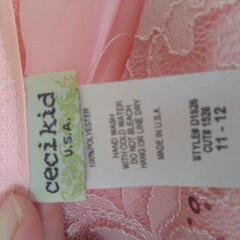 ceci kid
U.S.A.
100% POLYESTER
HAND WASH
WITH COLD WATER
DO NOT BLEACH
HANG OR LINE DRY
MADE IN U.S.A.
STYLE# D1526
CUT# 1526
11 - 12